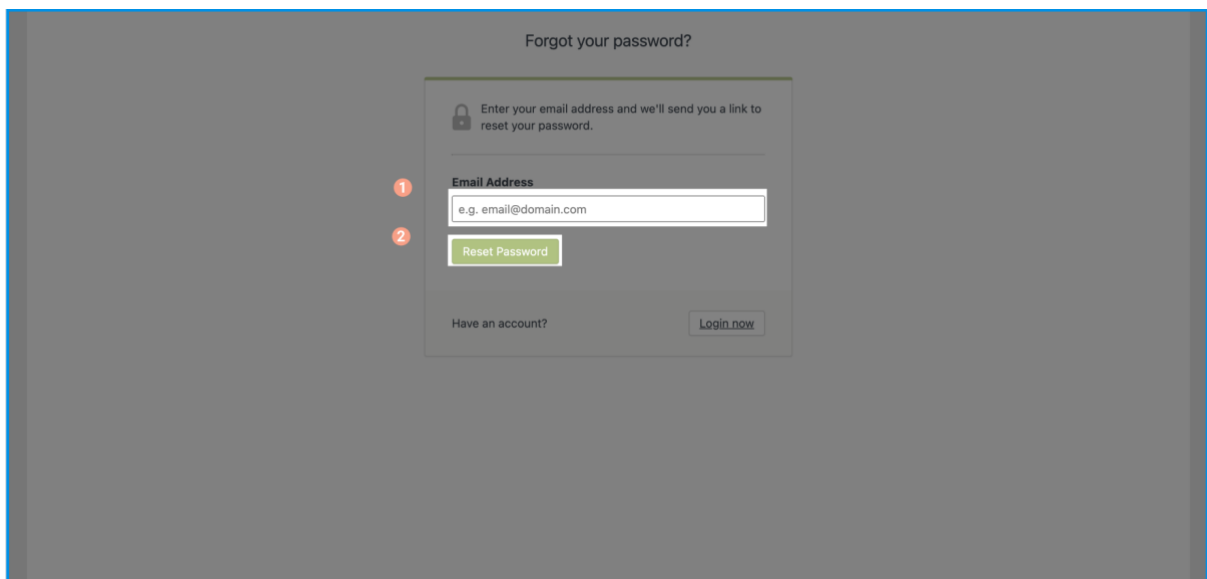 Forgot your password?
Enter your email address and we'll send you a link to
reset your password.
1
Email Address
e.g. email@domain.com
2
Reset Password
Have an account?
Login now